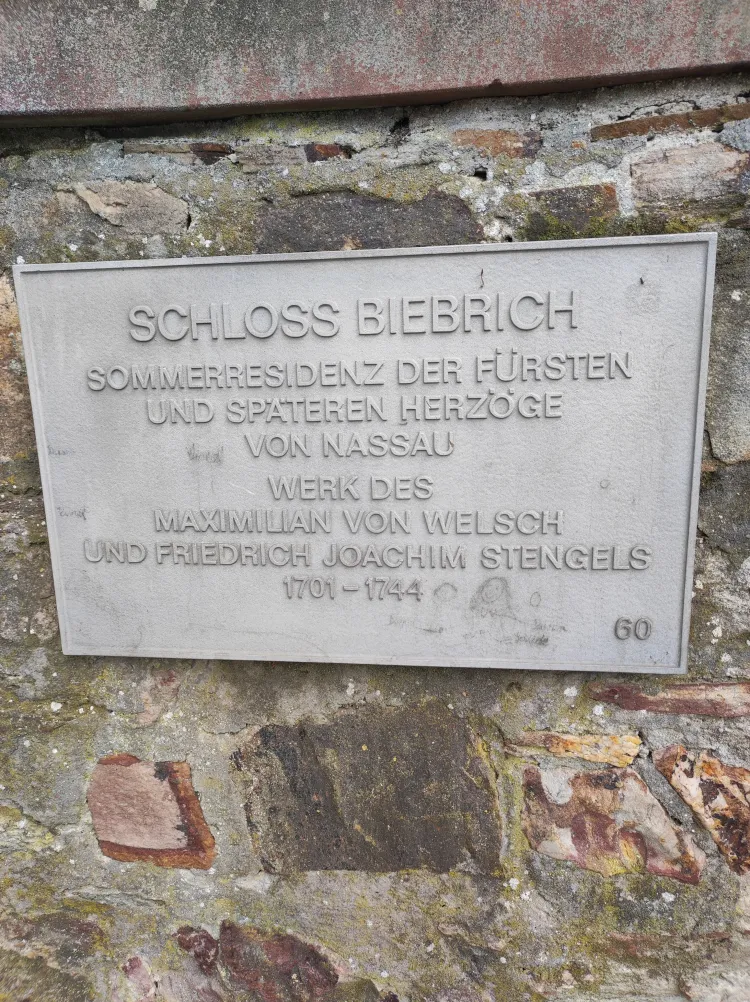 SCHLOSS BIEBRICH
SOMMERRESIDENZ DER FÜRSTEN
UND SPÄTEREN HERZÖGE
VON NASSAU
WERK DES
MAXIMILIAN VON WELSCH
UND FRIEDRICH JOACHIM STENGELS
1701 – 1744
60